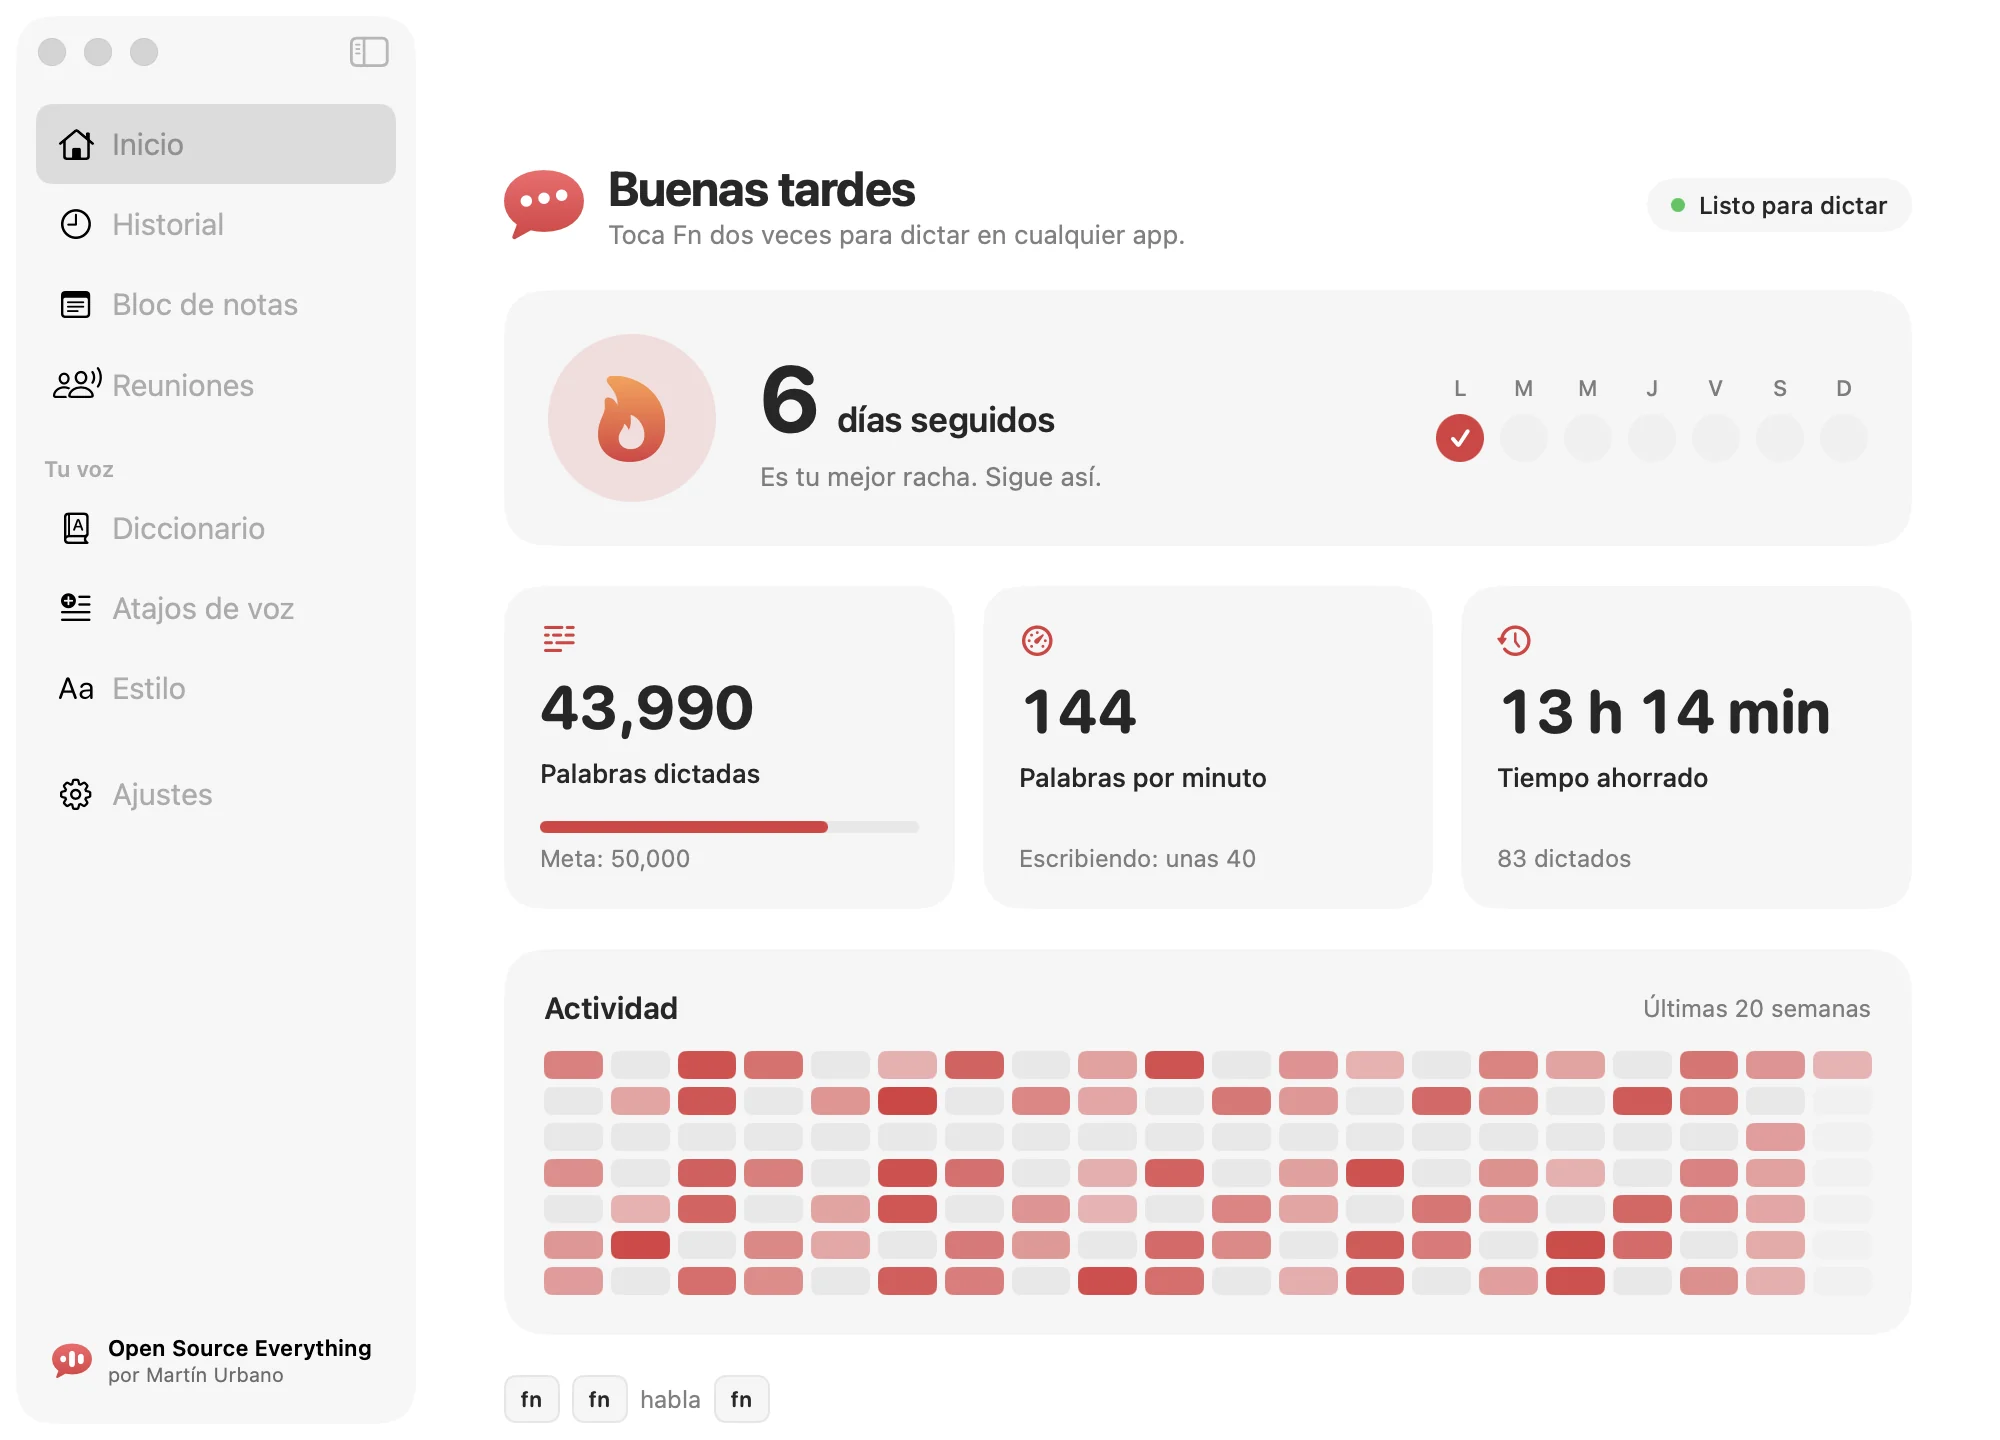 Inicio
Historial
Bloc de notas
Reuniones
Tu voz
Diccionario
Atajos de voz
Aa Estilo
Ajustes
Open Source Everything
por Martín Urbano
Buenas tardes
Toca Fn dos veces para dictar en cualquier app.
Listo para dictar
6 días seguidos
Es tu mejor racha. Sigue así.
L M M J V S D
43,990
Palabras dictadas
Meta: 50,000
144
Palabras por minuto
Escribiendo: unas 40
13 h 14 min
Tiempo ahorrado
83 dictados
Actividad
Últimas 20 semanas
fn fn habla fn